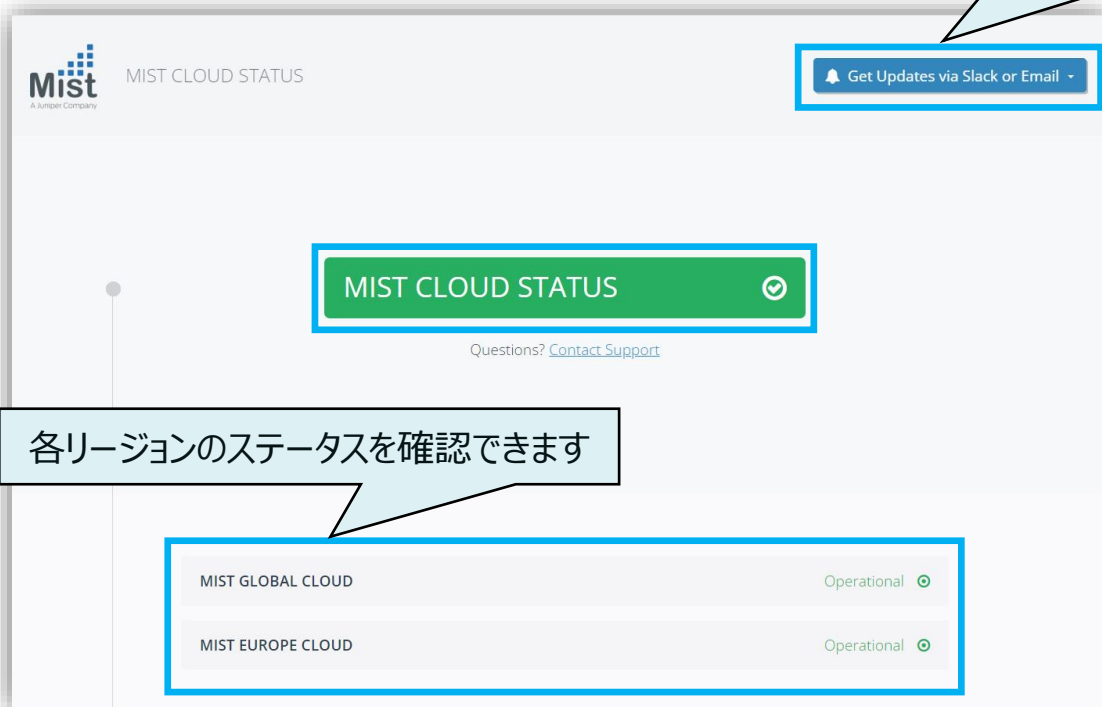 Mist
A Juniper Company
MIST CLOUD STATUS
Get Updates via Slack or Email
MIST CLOUD STATUS
Questions? Contact Support
各リージョンのステータスを確認できます
MIST GLOBAL CLOUD Operational
MIST EUROPE CLOUD Operational